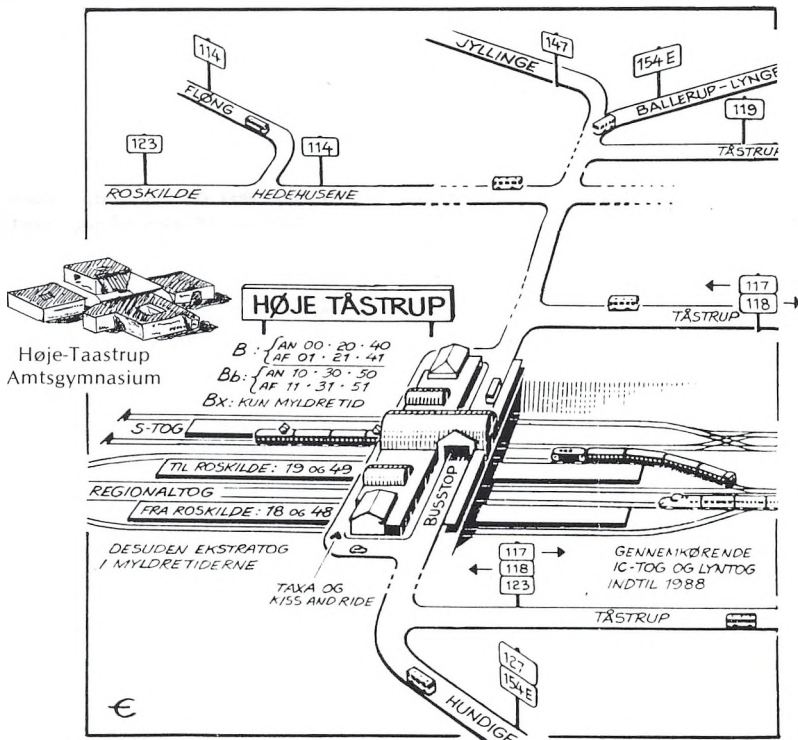 147
JYLLINGE
114
154 E
BALLERUP-LYNGE
FLØNG
119
123
114
TÅSTRUP
ROSKILDE
HEDEHUSENE
117
118
HØJE TÅSTRUP
TÅSTRUP
B: { AN 00 · 20 · 40
AF 01 · 21 · 41
Høje-Taastrup
Amtsgymnasium
Bb: { AN 10 · 30 · 50
AF 11 · 31 · 51
BX: KUN MYLDRETID
S-TOG
TIL ROSKILDE: 19 OG 49
REGIONALTOG
FRA ROSKILDE: 18 OG 48
BUSSTOP
DESUDEN EKSTRATOG
I MYLDRETIDERNE
117
118
123
GENNEMKØRENDE
IC-TOG OG LYNTOG
INDTIL 1988
TAXA OG
KISS AND RIDE
TÅSTRUP
127
154E
HUNDIGE
€